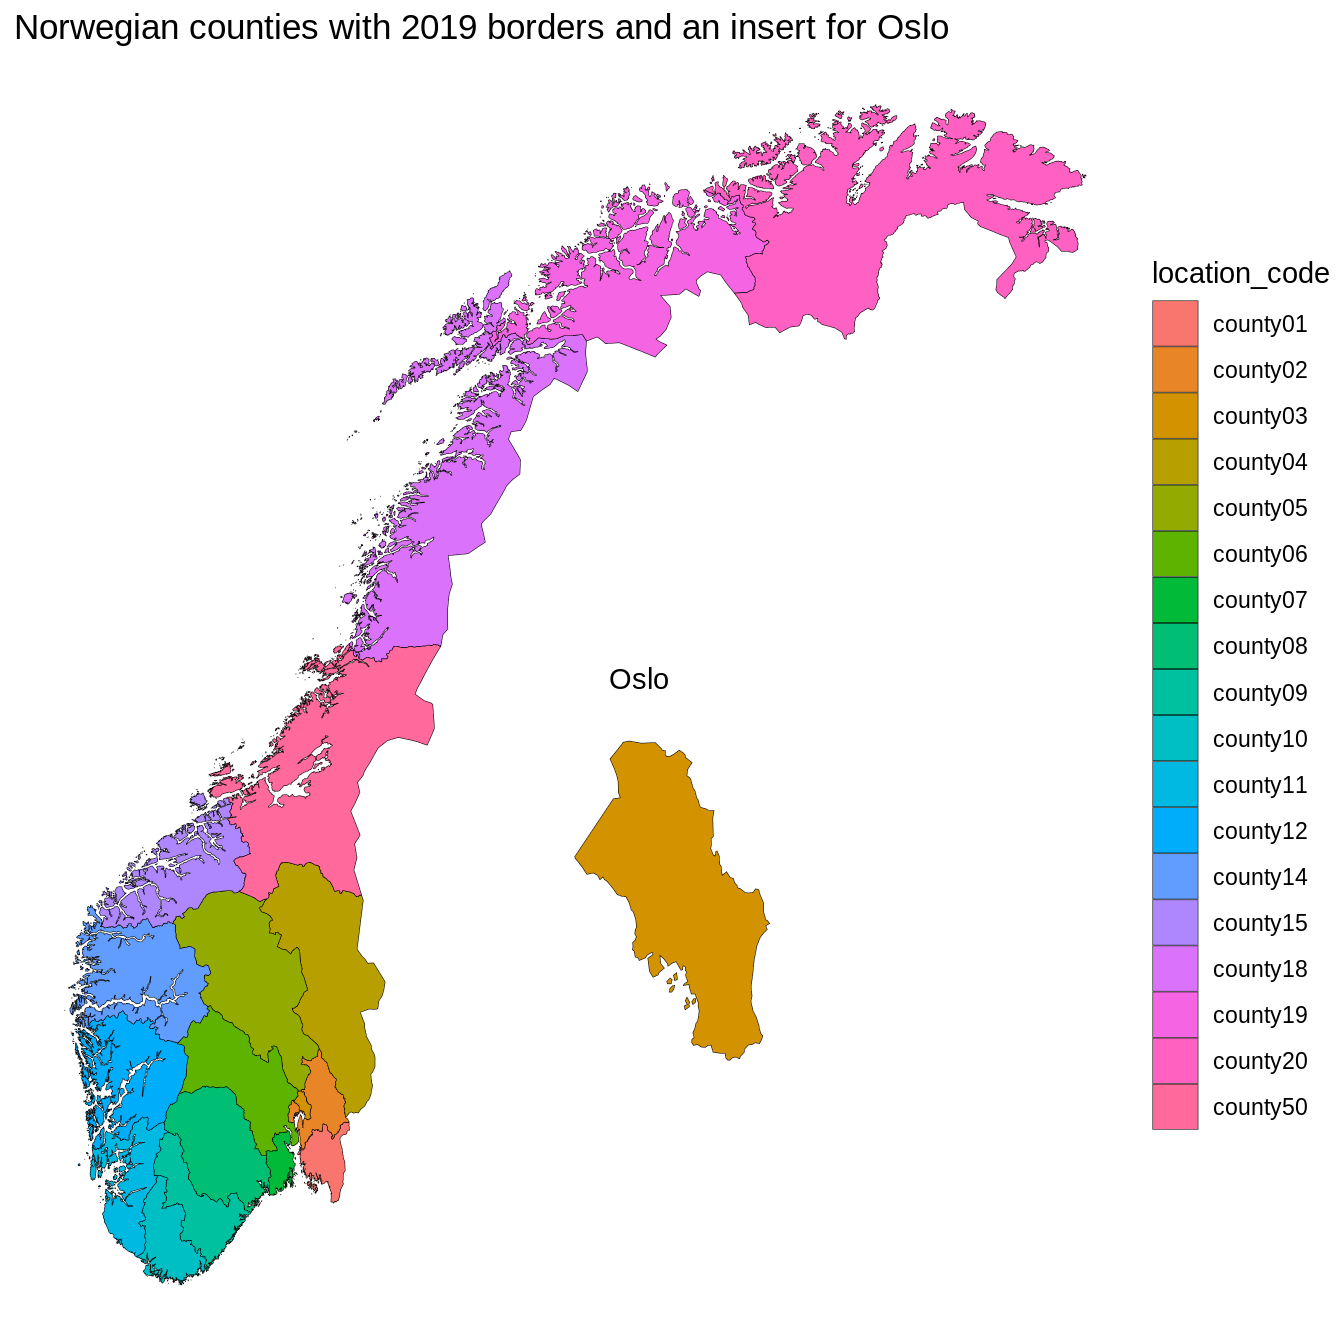 Norwegian counties with 2019 borders and an insert for Oslo
Oslo
location_code
county01
county02
county03
county04
county05
county06
county07
county08
county09
county10
county11
county12
county14
county15
county18
county19
county20
county50